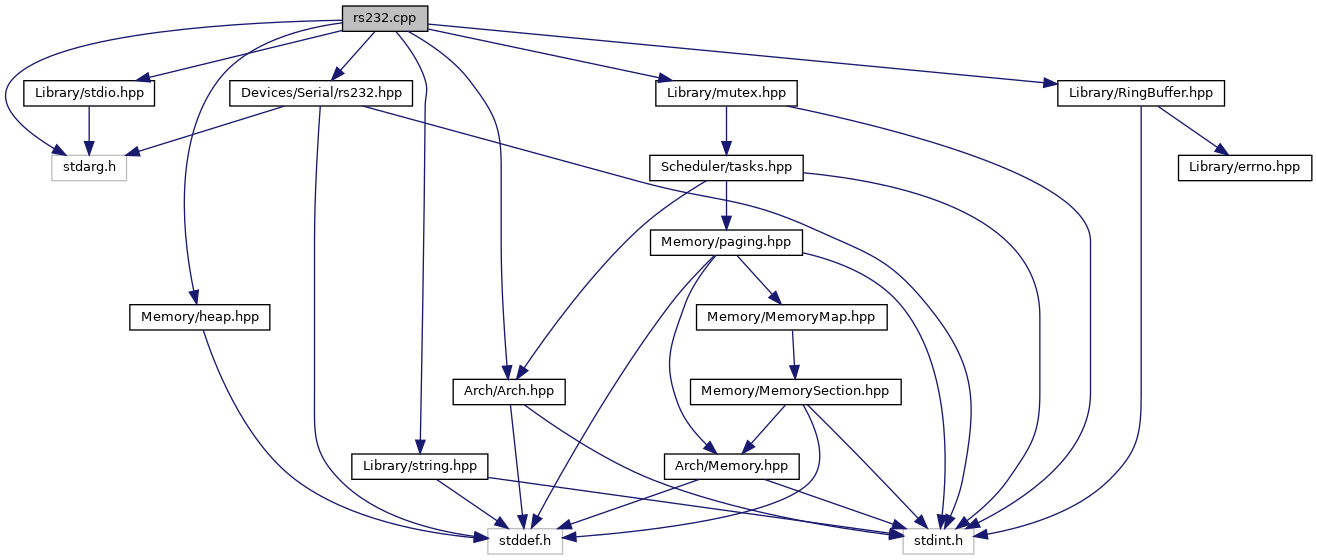 rs232.cpp
Library/stdio.hpp
Devices/Serial/rs232.hpp
Library/mutex.hpp
Library/RingBuffer.hpp
stdarg.h
Scheduler/tasks.hpp
Library/errno.hpp
Memory/paging.hpp
Memory/heap.hpp
Memory/MemoryMap.hpp
Arch/Arch.hpp
Memory/MemorySection.hpp
Library/string.hpp
Arch/Memory.hpp
stddef.h
stdint.h